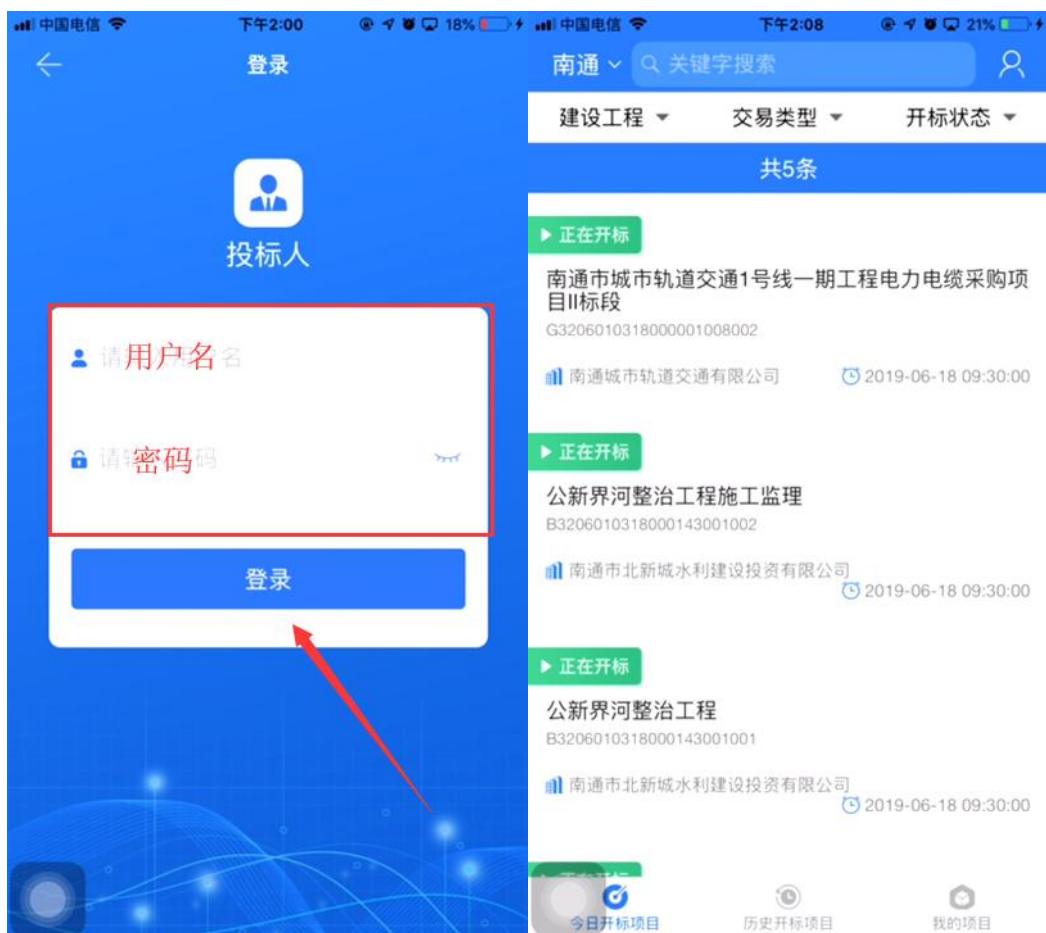 中国电信 下午2:00 18%
登录
投标人
请 用户名 名
请输 密码 码
登录
中国电信 下午2:08 21%
南通 关键字搜索
建设工程 交易类型 开标状态
共5条
正在开标
南通市城市轨道交通1号线一期工程电力电缆采购项
目II标段
G3206010318000001008002
南通城市轨道交通有限公司 2019-06-18 09:30:00
正在开标
公新界河整治工程施工监理
B3206010318000143001002
南通市北新城水利建设投资有限公司
2019-06-18 09:30:00
正在开标
公新界河整治工程
B3206010318000143001001
南通市北新城水利建设投资有限公司
2019-06-18 09:30:00
正在开标
今日开标项目 历史开标项目 我的项目